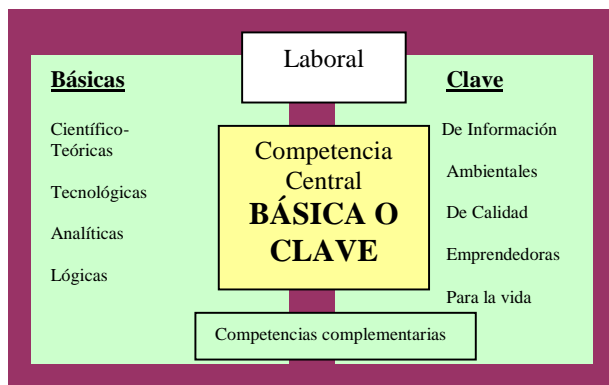 Laboral
Básicas
Científico-
Teóricas
Tecnológicas
Analíticas
Lógicas
Competencia
Central
BÁSICA O
CLAVE
Clave
De Información
Ambientales
De Calidad
Emprendedoras
Para la vida
Competencias complementarias